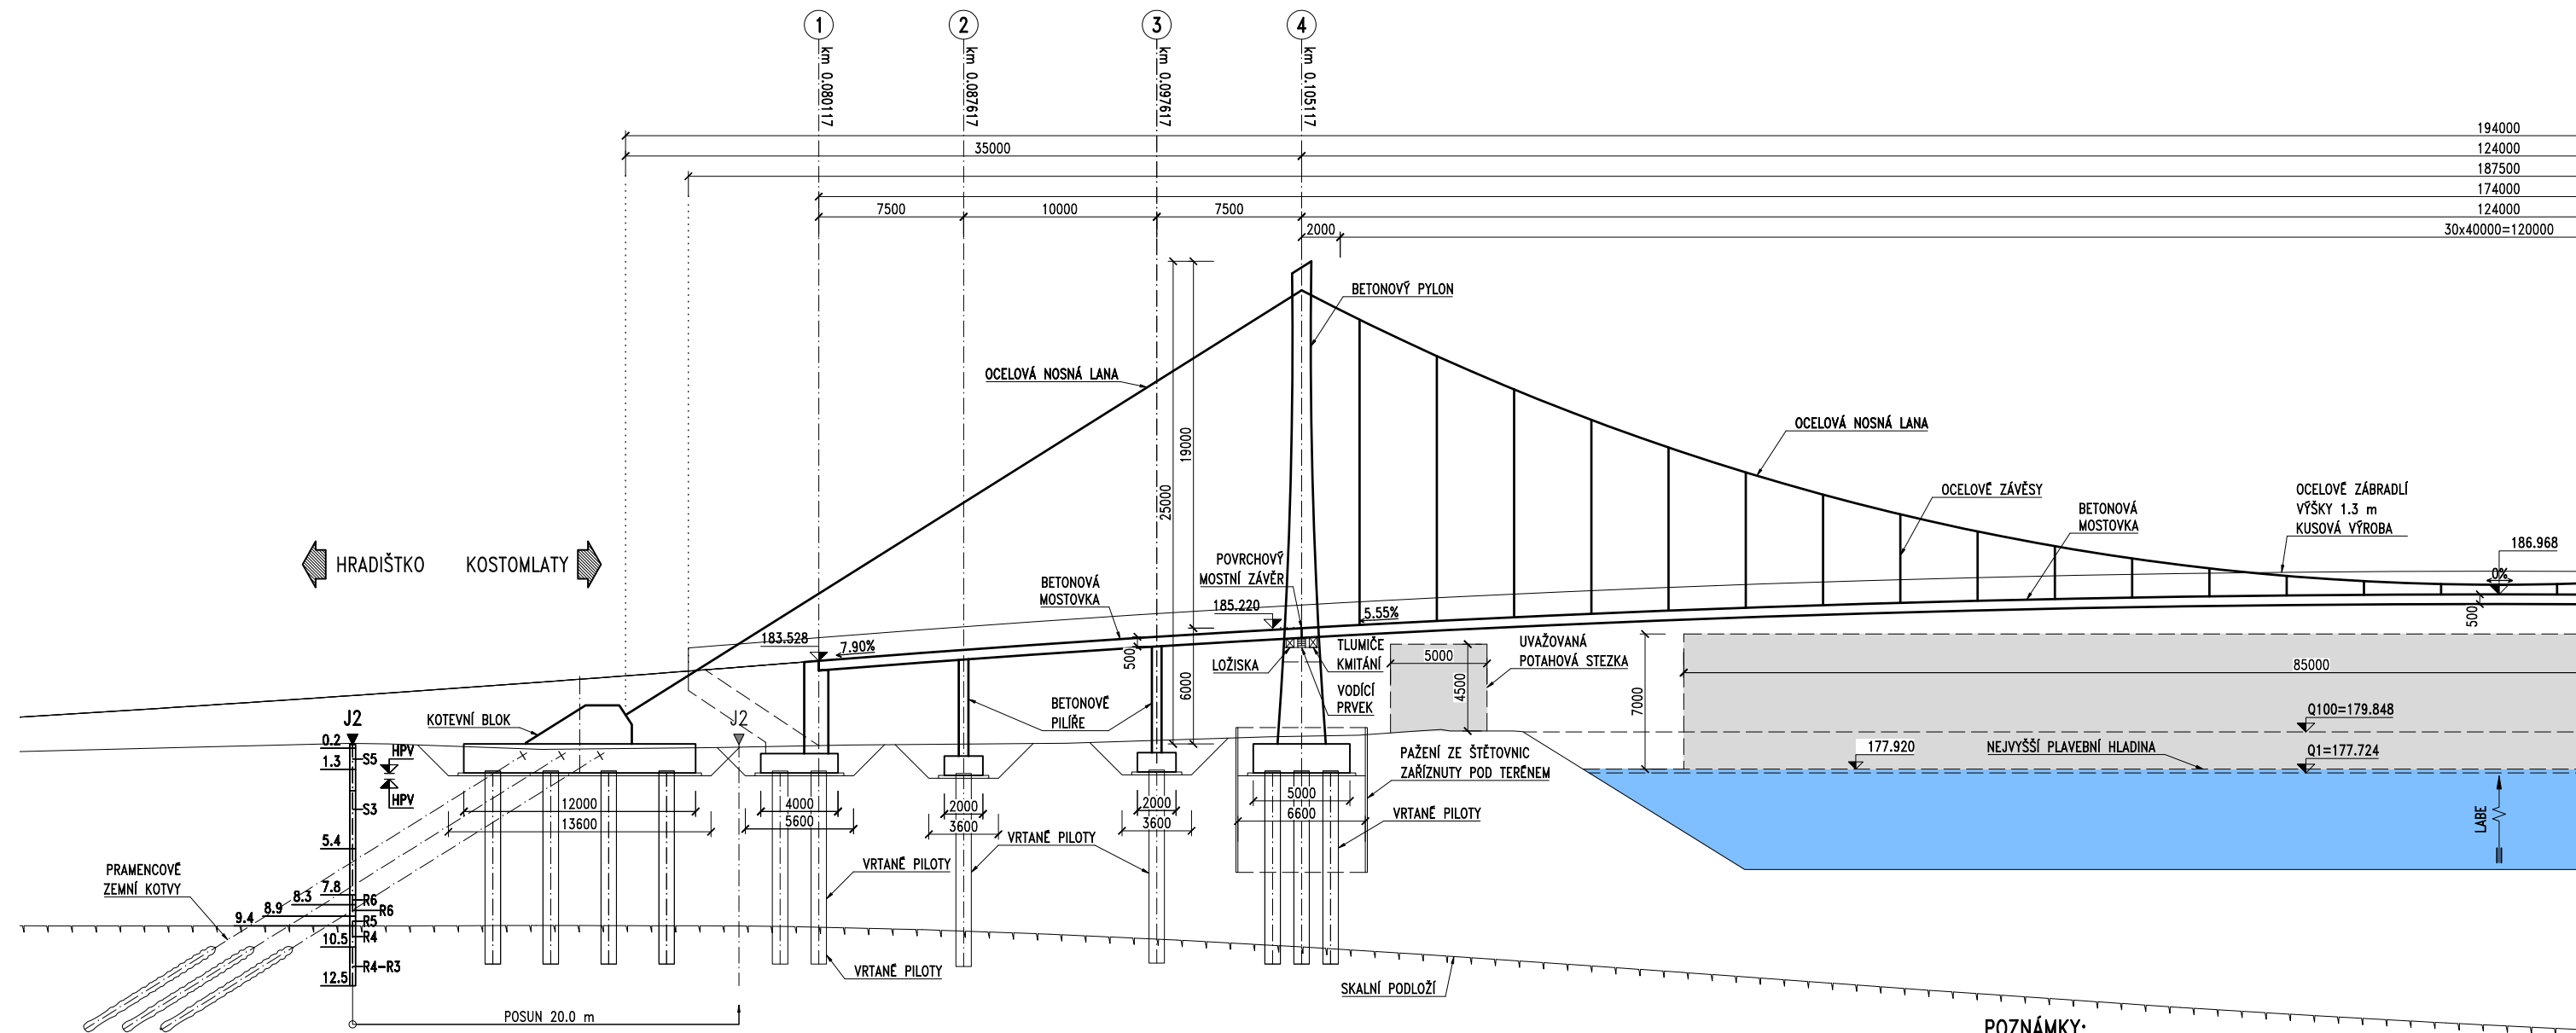 1
2
3
4
km 0.080117
km 0.087617
km 0.097617
km 0.105117
194000
35000
124000
187500
174000
7500
10000
7500
124000
2000
30x40000=120000
BETONOVÝ PYLON
OCELOVÁ NOSNÁ LANA
19000
25000
OCELOVÁ NOSNÁ LANA
OCELOVÉ ZÁVĚSY
OCELOVÉ ZÁBRADLÍ
VÝŠKY 1.3 m
KUSOVÁ VÝROBA
BETONOVÁ
MOSTOVKA
186.968
0%
500
HRADIŠTKO
KOSTOMLATY
POVRCHOVÝ
MOSTNÍ ZÁVĚR
BETONOVÁ
MOSTOVKA
185.220
5.55%
183.528
7.90%
500
6000
LOŽISKA
TLUMIČE
KMITÁNÍ
VODÍCÍ
PRVEK
5000
4500
UVAŽOVANÁ
POTAHOVÁ STEZKA
7000
85000
KOTEVNÍ BLOK
BETONOVÉ
PILÍŘE
Q100=179.848
177.920
NEJVYŠŠÍ PLAVEBNÍ HLADINA
Q1=177.724
PAŽENÍ ZE ŠTĚTOVNIC
ZAŘÍZNUTY POD TERÉNEM
J2
J2
0.2
HPV
S5
1.3
HPV
S3
5.4
7.8
8.3
8.9
9.4
R6
R6
R5
R4
10.5
R4-R3
12.5
12000
13600
4000
5600
2000
3600
2000
3600
5000
6600
VRTANÉ PILOTY
VRTANÉ PILOTY
VRTANÉ PILOTY
VRTANÉ PILOTY
LABE
PRAMENCOVÉ
ZEMNÍ KOTVY
SKALNÍ PODLOŽÍ
POSUN 20.0 m
POZNÁMKY: